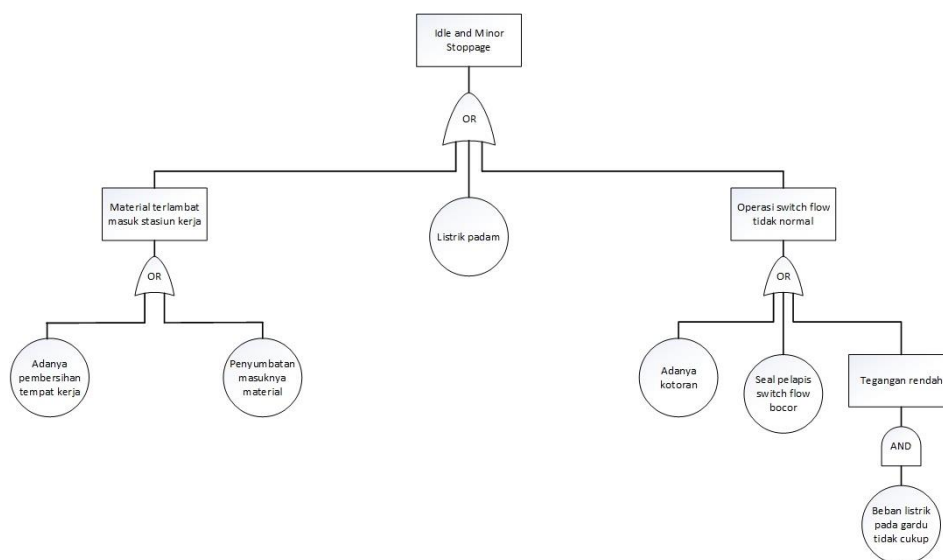 Idle and Minor
Stoppage
OR
Material terlambat
masuk stasiun kerja
Listrik padam
Operasi switch flow
tidak normal
OR
OR
Adanya
pembersihan
tempat kerja
Penyumbatan
masuknya
material
Adanya
kotoran
Seal pelapis
switch flow
bocor
Tegangan rendah
AND
Beban listrik
pada gardu
tidak cukup